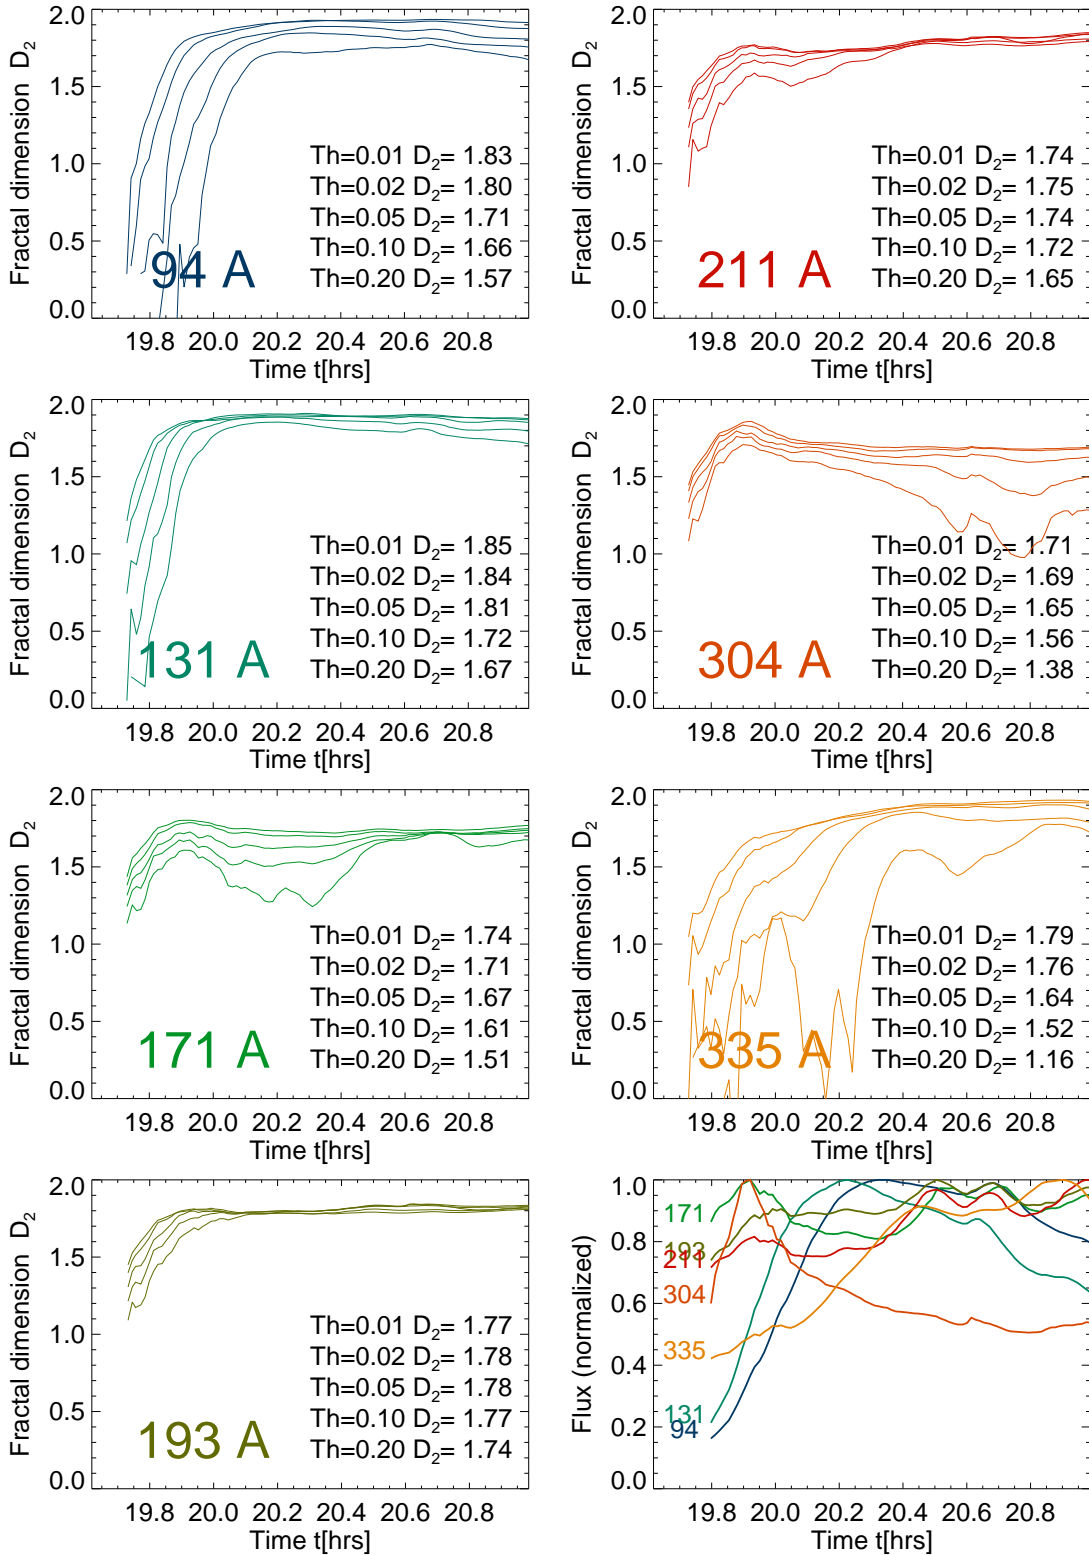 2.0
1.5
1.0
0.5
0.0
Fractal dimension D₂
Th=0.01 D₂= 1.83
Th=0.02 D₂= 1.80
Th=0.05 D₂= 1.71
Th=0.10 D₂= 1.66
Th=0.20 D₂= 1.57
94 A
19.8 20.0 20.2 20.4 20.6 20.8
Time t[hrs]
2.0
1.5
1.0
0.5
0.0
Fractal dimension D₂
Th=0.01 D₂= 1.74
Th=0.02 D₂= 1.75
Th=0.05 D₂= 1.74
Th=0.10 D₂= 1.72
Th=0.20 D₂= 1.65
211 A
19.8 20.0 20.2 20.4 20.6 20.8
Time t[hrs]
2.0
1.5
1.0
0.5
0.0
Fractal dimension D₂
Th=0.01 D₂= 1.85
Th=0.02 D₂= 1.84
Th=0.05 D₂= 1.81
Th=0.10 D₂= 1.72
Th=0.20 D₂= 1.67
131 A
19.8 20.0 20.2 20.4 20.6 20.8
Time t[hrs]
2.0
1.5
1.0
0.5
0.0
Fractal dimension D₂
Th=0.01 D₂= 1.71
Th=0.02 D₂= 1.69
Th=0.05 D₂= 1.65
Th=0.10 D₂= 1.56
Th=0.20 D₂= 1.38
304 A
19.8 20.0 20.2 20.4 20.6 20.8
Time t[hrs]
2.0
1.5
1.0
0.5
0.0
Fractal dimension D₂
Th=0.01 D₂= 1.74
Th=0.02 D₂= 1.71
Th=0.05 D₂= 1.67
Th=0.10 D₂= 1.61
Th=0.20 D₂= 1.51
171 A
19.8 20.0 20.2 20.4 20.6 20.8
Time t[hrs]
2.0
1.5
1.0
0.5
0.0
Fractal dimension D₂
Th=0.01 D₂= 1.79
Th=0.02 D₂= 1.76
Th=0.05 D₂= 1.64
Th=0.10 D₂= 1.52
Th=0.20 D₂= 1.16
335 A
19.8 20.0 20.2 20.4 20.6 20.8
Time t[hrs]
2.0
1.5
1.0
0.5
0.0
Fractal dimension D₂
Th=0.01 D₂= 1.77
Th=0.02 D₂= 1.78
Th=0.05 D₂= 1.78
Th=0.10 D₂= 1.77
Th=0.20 D₂= 1.74
193 A
19.8 20.0 20.2 20.4 20.6 20.8
Time t[hrs]
1.0
0.8
0.6
0.4
0.2
0.0
Flux (normalized)
171
193
211
304
335
131
94
19.8 20.0 20.2 20.4 20.6 20.8
Time t[hrs]